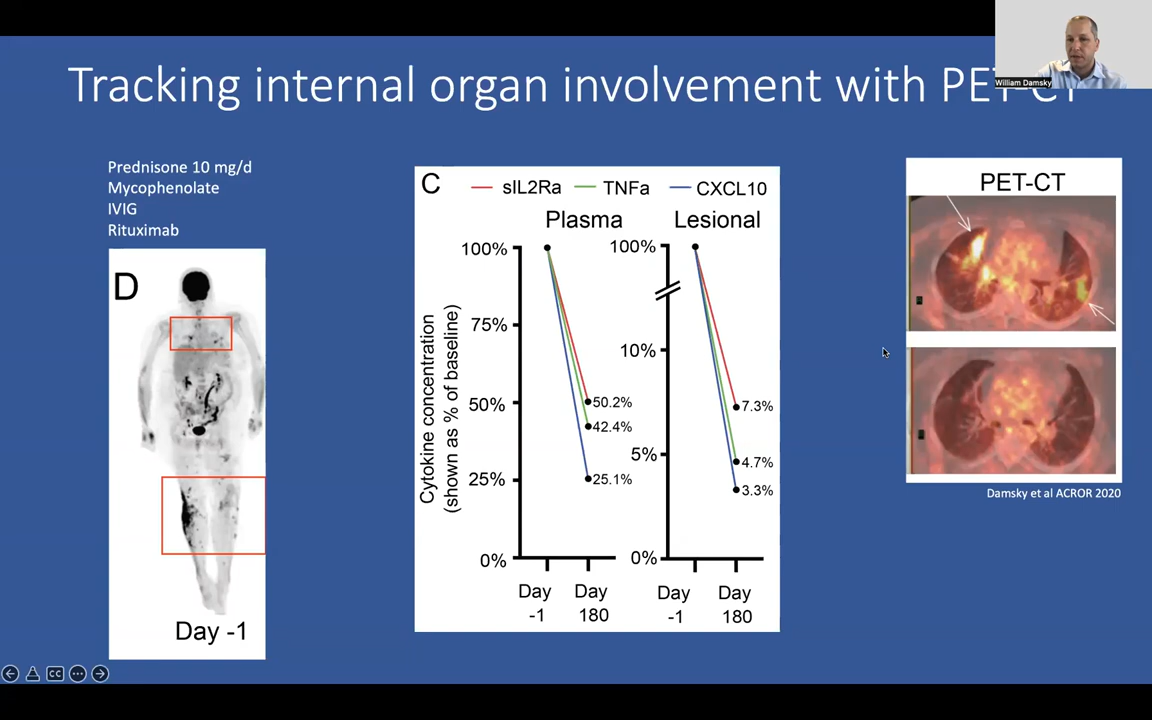 Tracking internal organ involvement with PET-CT
William Damsky
Prednisone 10 mg/d
Mycophenolate
IVIG
Rituximab
D
Day -1
C
sIL2Ra
TNFa
CXCL10
Plasma
Lesional
Cytokine concentration
(shown as % of baseline)
100%
75%
50%
25%
0%
50.2%
42.4%
25.1%
Day
-1
Day
180
100%
10%
5%
0%
7.3%
4.7%
3.3%
Day
-1
Day
180
PET-CT
Damsky et al ACROR 2020
CC